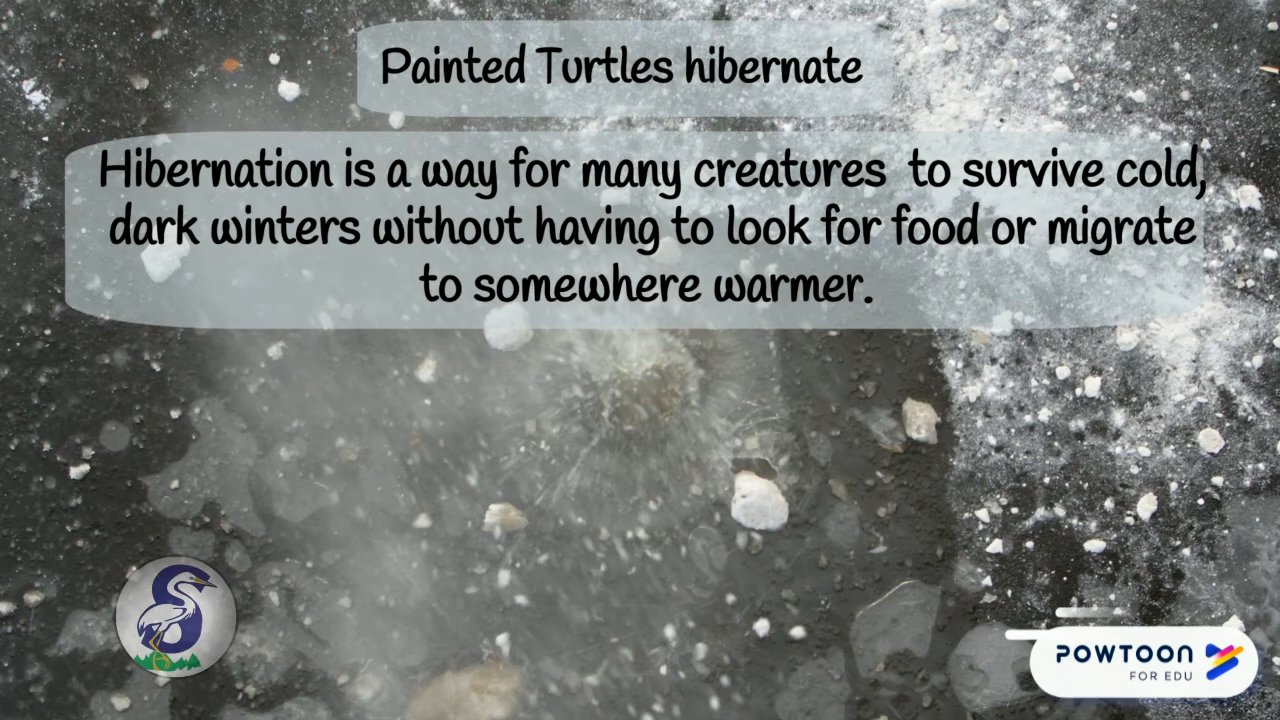 Painted Turtles hibernate
Hibernation is a way for many creatures to survive cold,
dark winters without having to look for food or migrate
to somewhere warmer.
S
POWTOON
FOR EDU